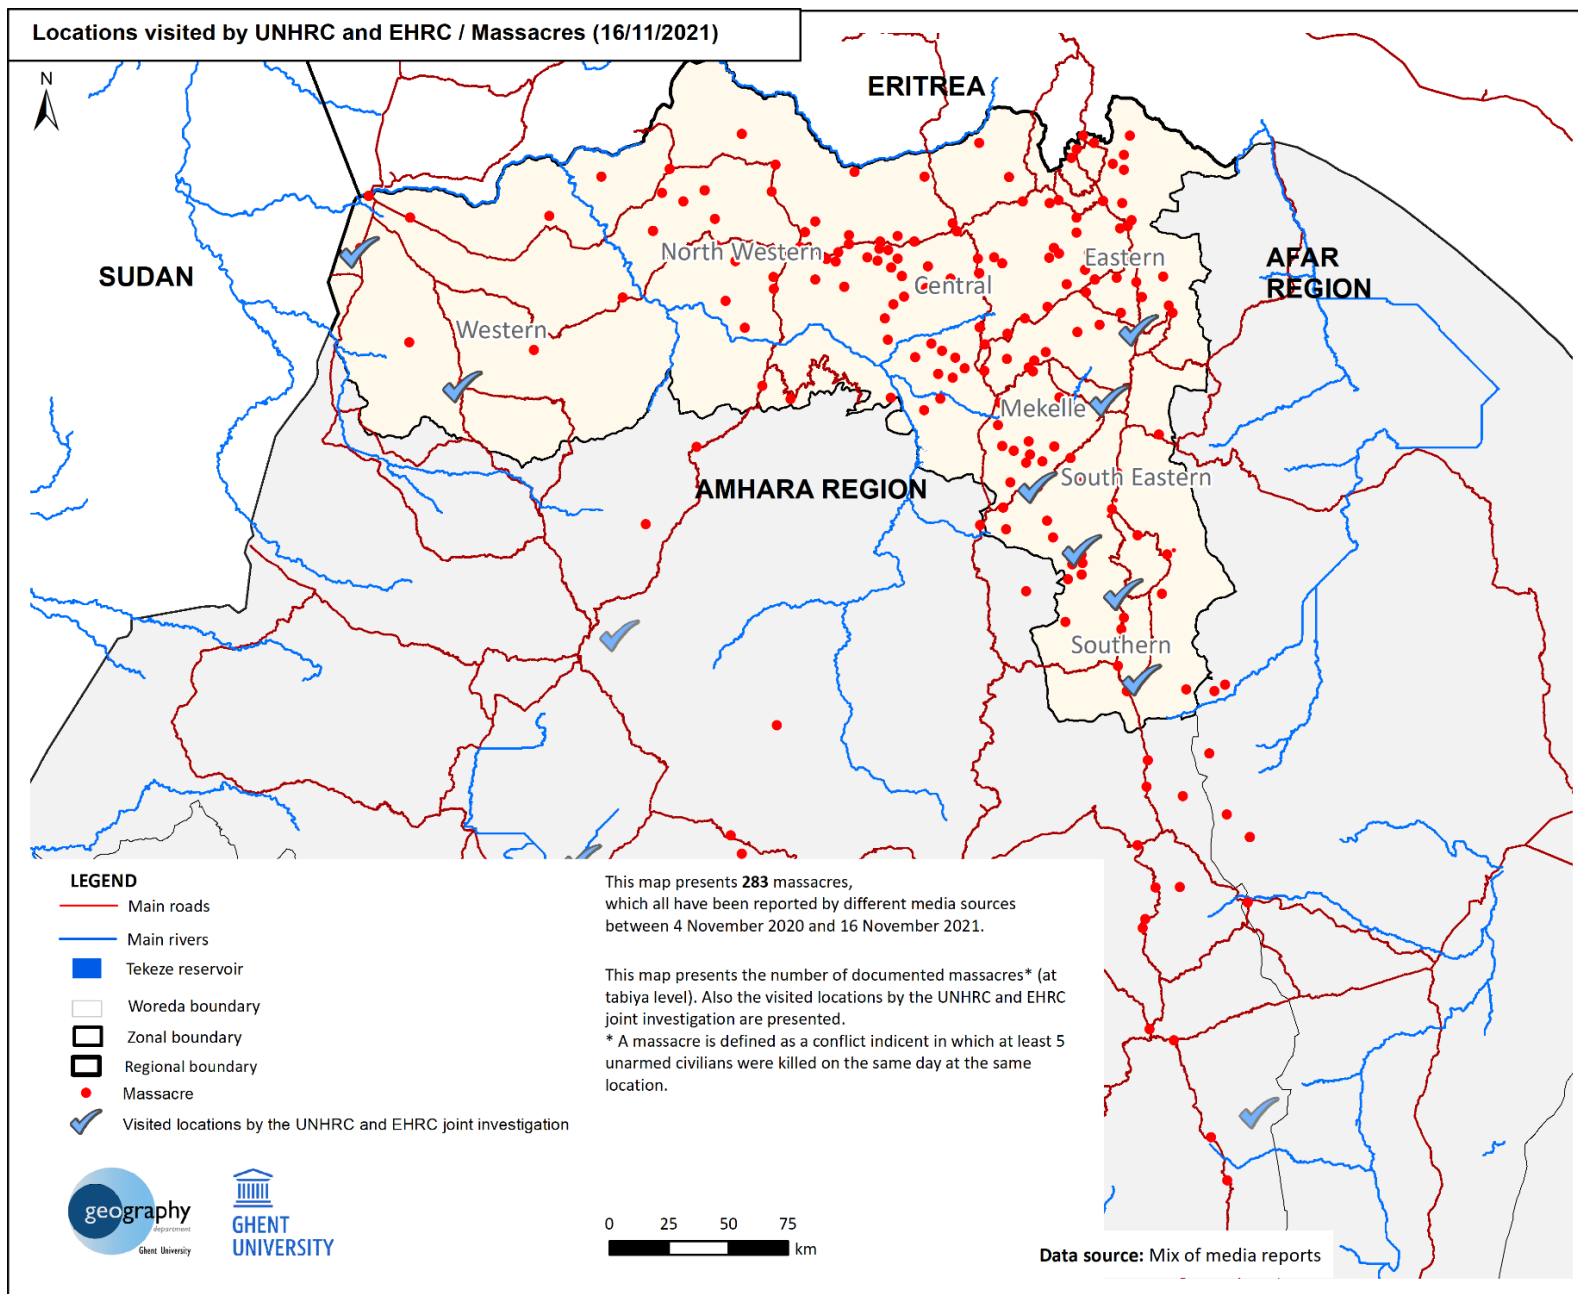 Locations visited by UNHRC and EHRC / Massacres (16/11/2021)
N
ERITREA
SUDAN
AFAR
REGION
North Western
Eastern
Central
Western
Mekelle
South Eastern
AMHARA REGION
Southern
LEGEND
Main roads
Main rivers
Tekeze reservoir
Woreda boundary
Zonal boundary
Regional boundary
Massacre
Visited locations by the UNHRC and EHRC joint investigation
This map presents 283 massacres,
which all have been reported by different media sources
between 4 November 2020 and 16 November 2021.
This map presents the number of documented massacres* (at
tabiya level). Also the visited locations by the UNHRC and EHRC
joint investigation are presented.
* A massacre is defined as a conflict indicent in which at least 5
unarmed civilians were killed on the same day at the same
location.
geography
department
Ghent University
GHENT
UNIVERSITY
0 25 50 75
km
Data source: Mix of media reports